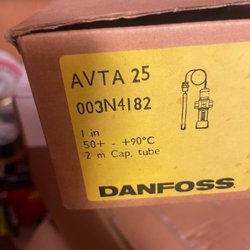 AVTA 25
003N4182
1 in
50+ - +90°C
2 m Cap. tube
DANFOSS